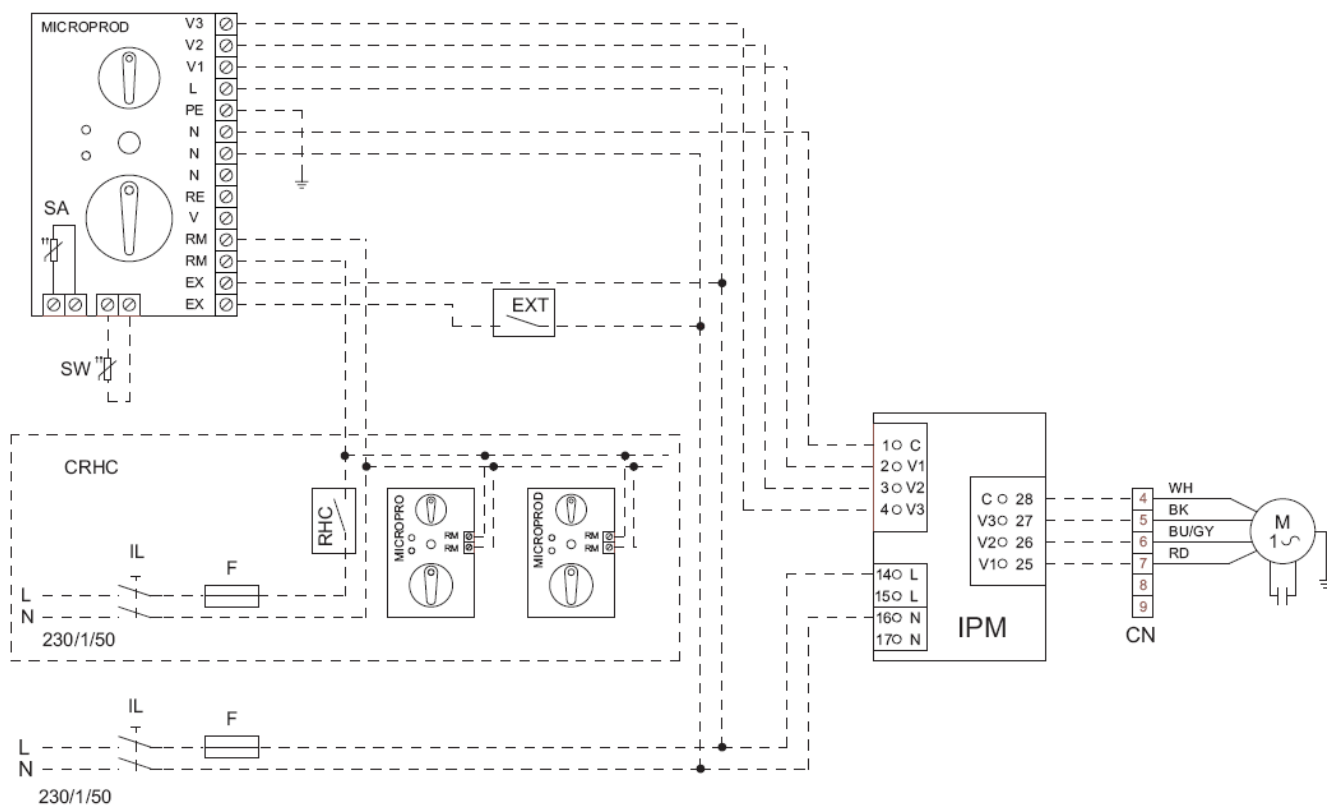 MICROPROD
V3
V2
V1
L
PE
N
N
N
RE
V
RM
RM
EX
EX
SA
SW
EXT
CRHC
RHC
MICROPRO
RM
RM
MICROPROD
RM
RM
IL
F
L
N
230/1/50
IL
F
L
N
230/1/50
1 C
2 V1
3 V2
4 V3
14 L
15 L
16 N
17 N
IPM
C 28
V3 27
V2 26
V1 25
4
5
6
7
8
9
CN
WH
BK
BU/GY
RD
M
1